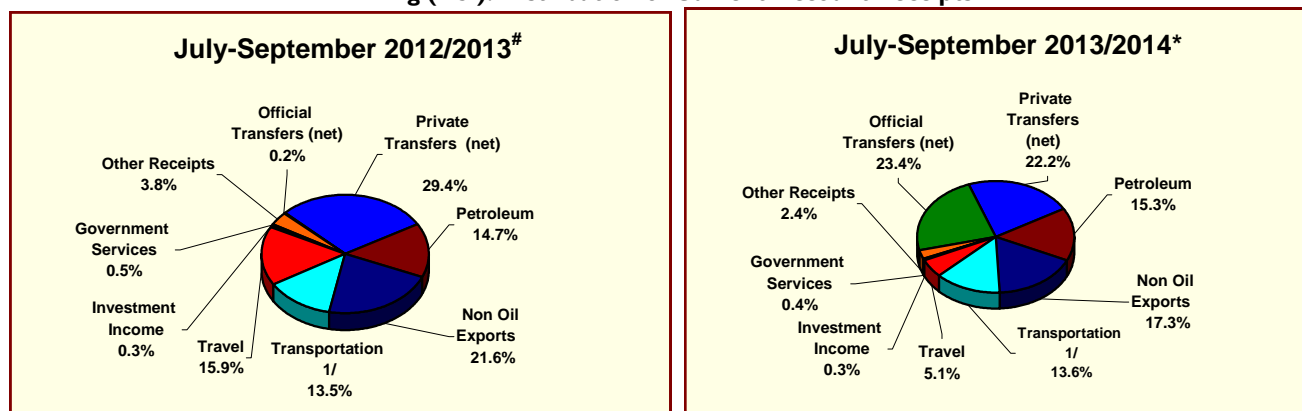 July-September 2012/2013#
Official
Transfers (net)
0.2%
Private
Transfers (net)
29.4%
Other Receipts
3.8%
Petroleum
14.7%
Government
Services
0.5%
Investment
Income
0.3%
Travel
15.9%
Transportation
1/
13.5%
Non Oil
Exports
21.6%
July-September 2013/2014*
Official
Transfers (net)
23.4%
Private
Transfers
(net)
22.2%
Other Receipts
2.4%
Petroleum
15.3%
Government
Services
0.4%
Investment
Income
0.3%
Travel
5.1%
Transportation
1/
13.6%
Non Oil
Exports
17.3%